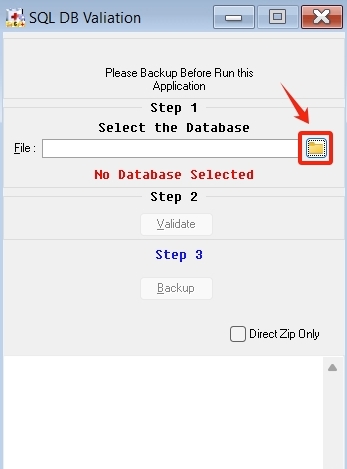 SQL DB Valiation
Please Backup Before Run this
Application
Step 1
Select the Database
File :
No Database Selected
Step 2
Validate
Step 3
Backup
Direct Zip Only